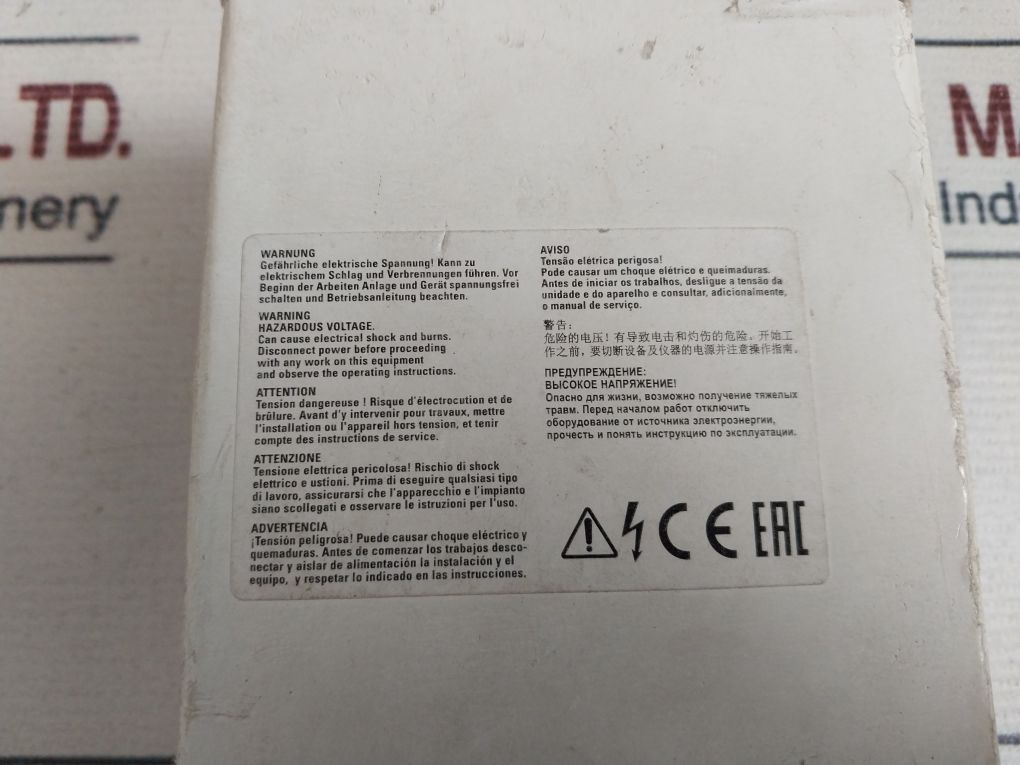 LTD.
nery
MA
Ind
WARNUNG
Gefährliche elektrische Spannung! Kann zu
elektrischem Schlag und Verbrennungen führen. Vor
Beginn der Arbeiten Anlage und Gerät spannungsfrei
schalten und Betriebsanleitung beachten.
WARNING
HAZARDOUS VOLTAGE.
Can cause electrical shock and burns.
Disconnect power before proceeding
with any work on this equipment
and observe the operating instructions.
ATTENTION
Tension dangereuse ! Risque d'électrocution et de
brûlure. Avant d'y intervenir pour travaux, mettre
l'installation ou l'appareil hors tension, et tenir
compte des instructions de service.
ATTENZIONE
Tensione elettrica pericolosa! Rischio di shock
elettrico e ustioni. Prima di eseguire qualsiasi tipo
di lavoro, assicurarsi che l'apparecchio e l'impianto
siano scollegati e osservare le istruzioni per l'uso.
ADVERTENCIA
¡Tensión peligrosa! Puede causar choque eléctrico y
quemaduras. Antes de comenzar los trabajos desco-
nectar y aislar de alimentación la instalación y el
equipo, y respetar lo indicado en las instrucciones.
AVISO
Tensão elétrica perigosa!
Pode causar um choque elétrico e queimaduras.
Antes de iniciar os trabalhos, desligue a tensão da
unidade e do aparelho e consultar, adicionalmente,
o manual de serviço.
警告:
危险的电压! 有导致电击和灼伤的危险。开始工
作之前, 要切断设备及仪器的电源并注意操作指南。
ПРЕДУПРЕЖДЕНИЕ:
ВЫСОКОЕ НАПРЯЖЕНИЕ!
Опасно для жизни, возможно получение тяжелых
травм. Перед началом работ отключить
оборудование от источника электроэнергии,
прочесть и понять инструкцию по эксплуатации.
CE EAC